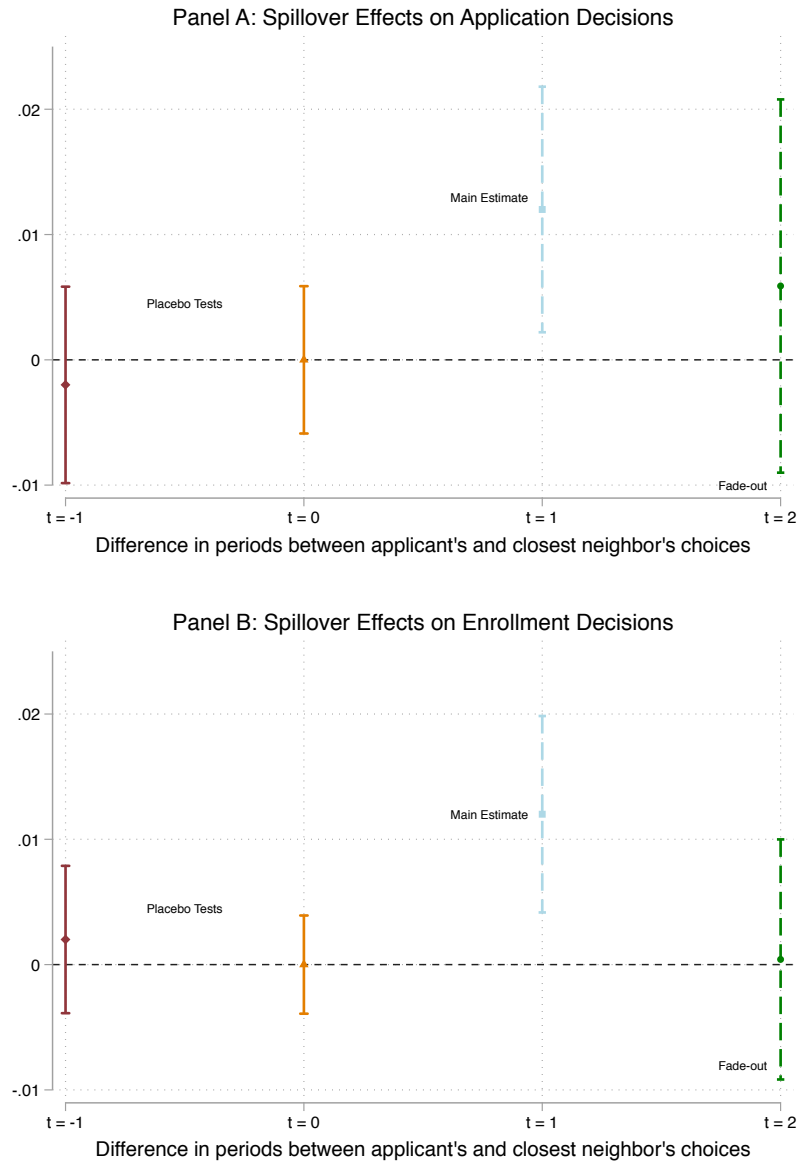 Panel A: Spillover Effects on Application Decisions
.02
Main Estimate
.01
Placebo Tests
0
-.01
Fade-out
t = -1
t = 0
t = 1
t = 2
Difference in periods between applicant's and closest neighbor's choices
Panel B: Spillover Effects on Enrollment Decisions
.02
Main Estimate
.01
Placebo Tests
0
Fade-out
-.01
t = -1
t = 0
t = 1
t = 2
Difference in periods between applicant's and closest neighbor's choices